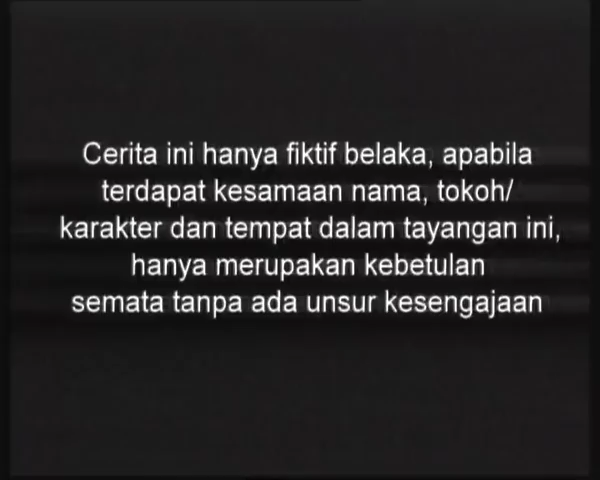 Cerita ini hanya fiktif belaka, apabila
terdapat kesamaan nama, tokoh/
karakter dan tempat dalam tayangan ini,
hanya merupakan kebetulan
semata tanpa ada unsur kesengajaan